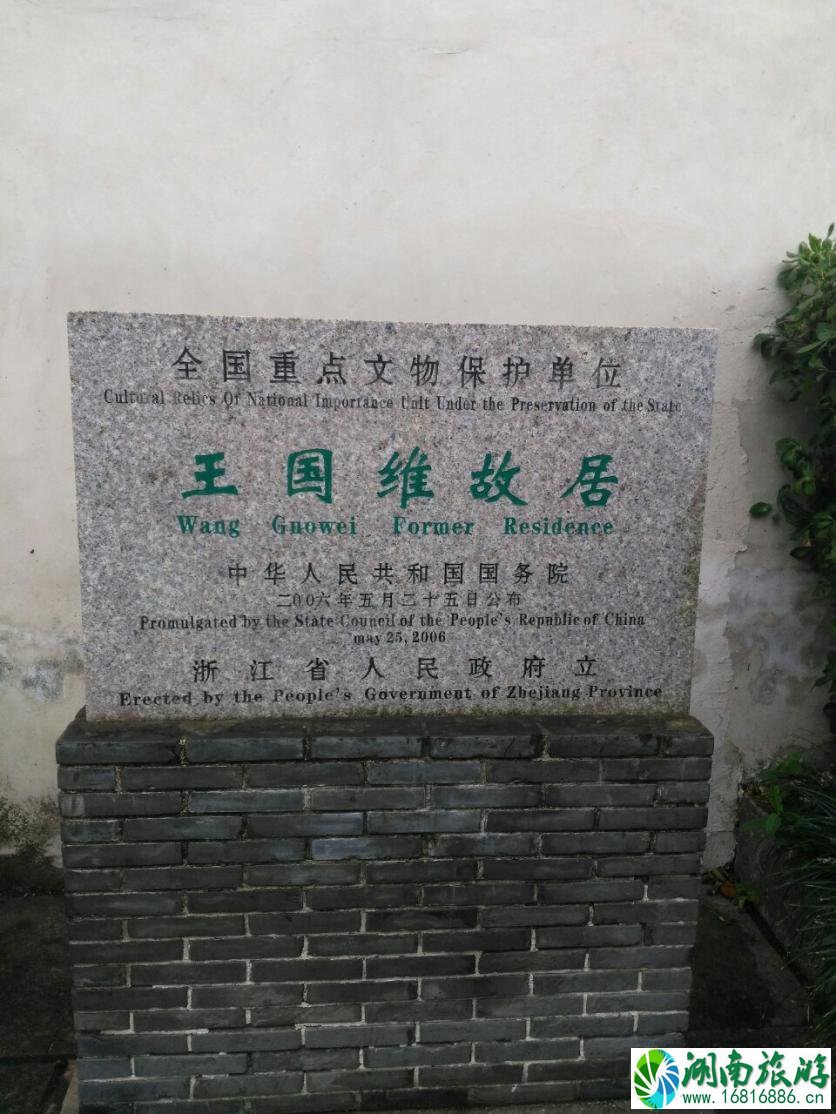 全国重点文物保护单位
Cultural Relics Of National Importance Unit Under the Preservation of the State
王国维故居
Wang Guowei Former Residence
中华人民共和国国务院
二00六年五月二十五日公布
Promulgated by the State Council of the People's Republic of China
may 25, 2006
浙江省人民政府立
Erected by the People's Government of Zhejiang Province
湖南旅游
www.16816886.cn